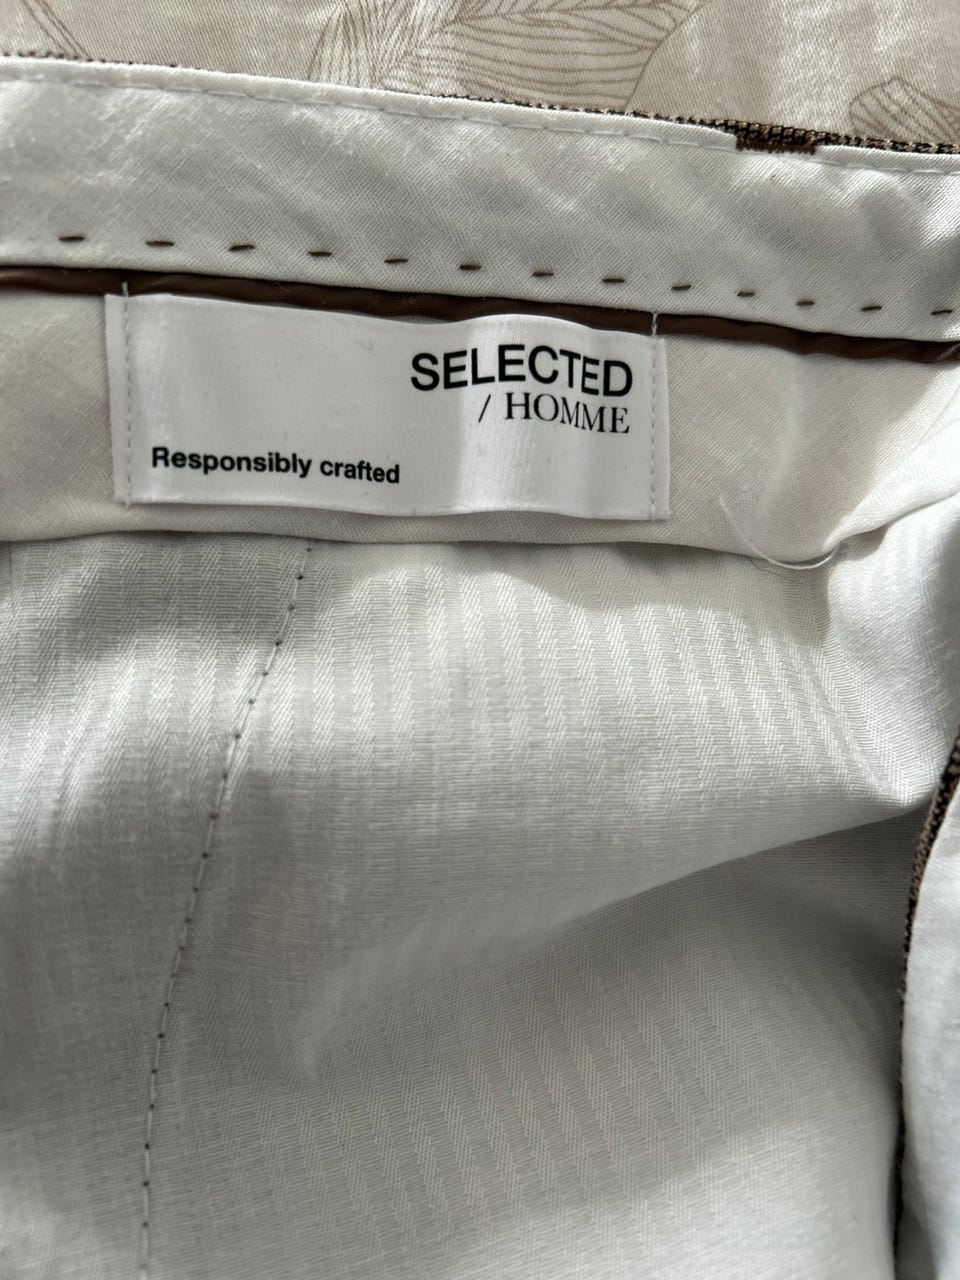 SELECTED
/ HOMME
Responsibly crafted